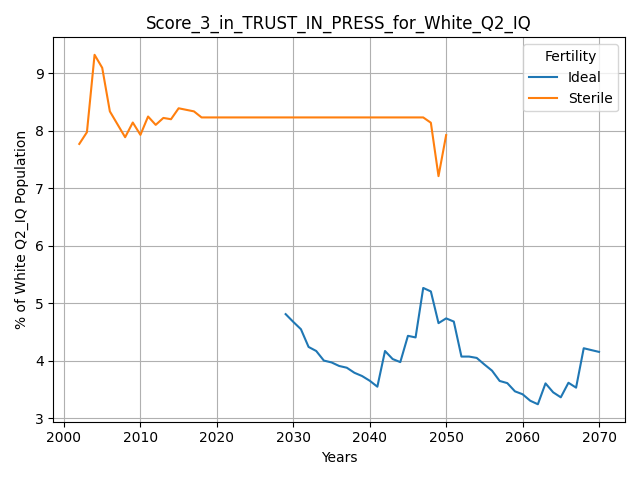 Score_3_in_TRUST_IN_PRESS_for_White_Q2_IQ
Fertility
Ideal
Sterile
% of White Q2_IQ Population
9
8
7
6
5
4
3
2000 2010 2020 2030 2040 2050 2060 2070
Years